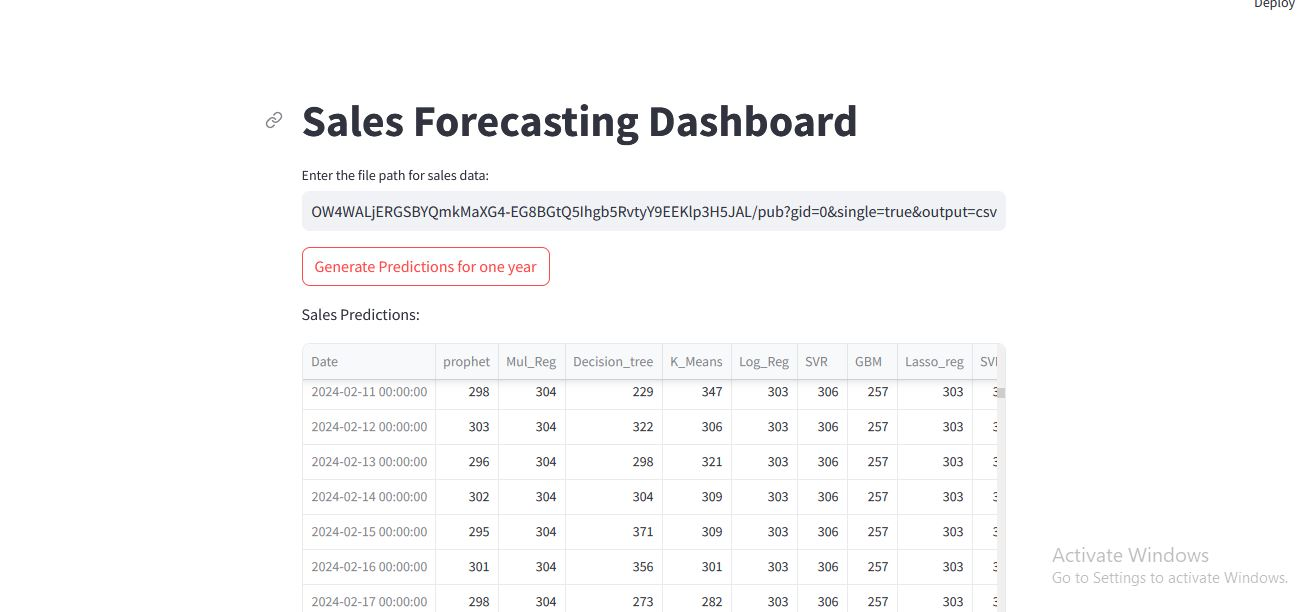 Deploy
Sales Forecasting Dashboard
Enter the file path for sales data:
OW4WALjERGSBYQmkMaXG4-EG8BGtQ5Ihgb5RvtyY9EEKlp3H5JAL/pub?gid=0&single=true&output=csv
Generate Predictions for one year
Sales Predictions:
Date prophet Mul_Reg Decision_tree K_Means Log_Reg SVR GBM Lasso_reg
2024-02-11 00:00:00 298 304 229 347 303 306 257 303
2024-02-12 00:00:00 303 304 322 306 303 306 257 303
2024-02-13 00:00:00 296 304 298 321 303 306 257 303
2024-02-14 00:00:00 302 304 304 309 303 306 257 303
2024-02-15 00:00:00 295 304 371 309 303 306 257 303
2024-02-16 00:00:00 301 304 356 301 303 306 257 303
2024-02-17 00:00:00 298 304 273 282 303 306 257 303
Activate Windows
Go to Settings to activate Windows.